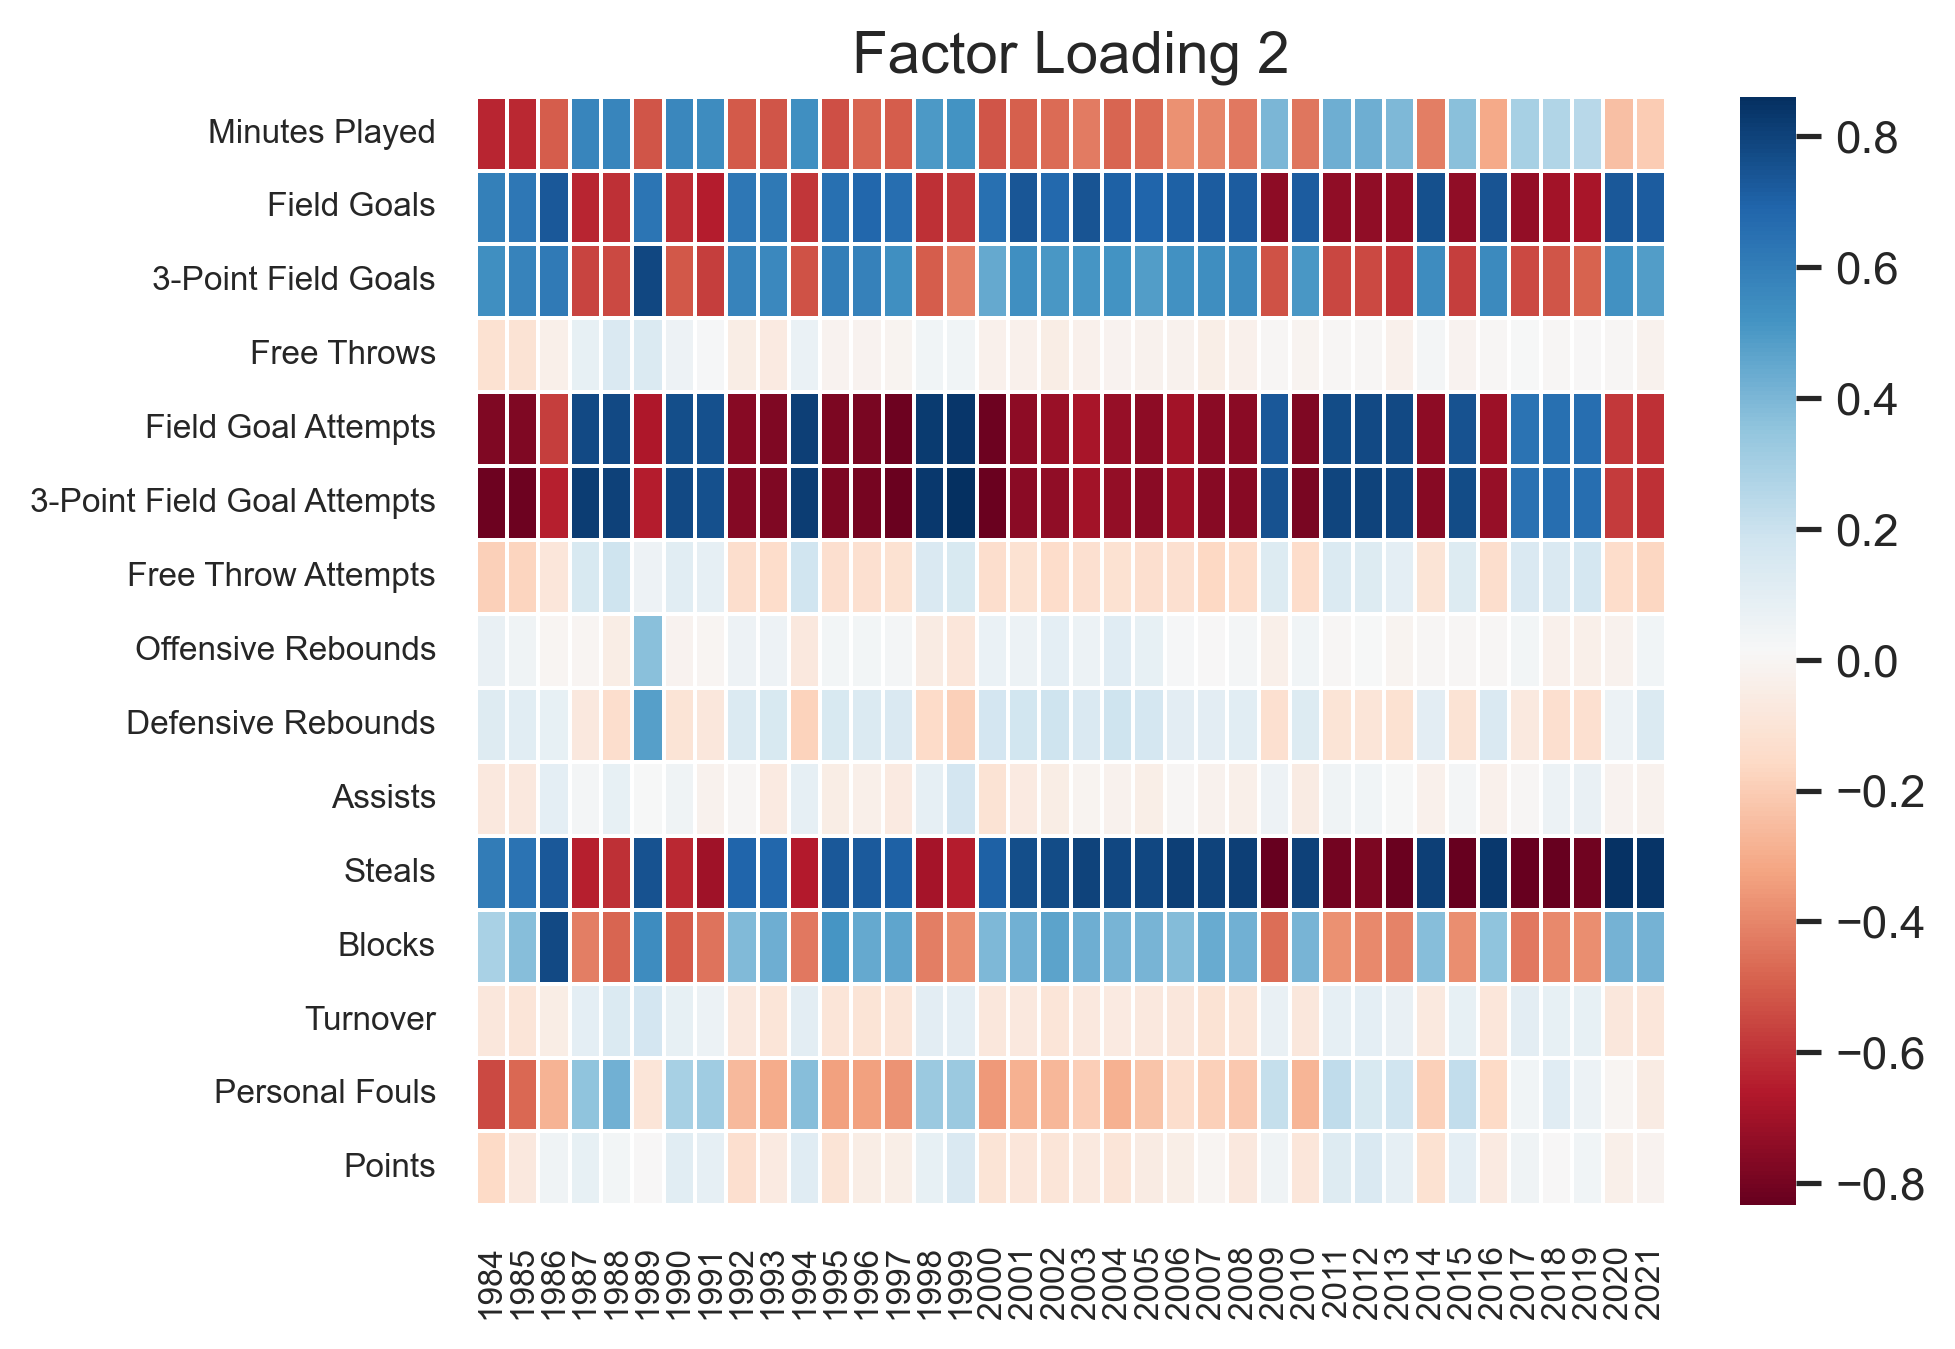 Factor Loading 2
Minutes Played
Field Goals
3-Point Field Goals
Free Throws
Field Goal Attempts
3-Point Field Goal Attempts
Free Throw Attempts
Offensive Rebounds
Defensive Rebounds
Assists
Steals
Blocks
Turnover
Personal Fouls
Points
1984
1985
1986
1987
1988
1989
1990
1991
1992
1993
1994
1995
1996
1997
1998
1999
2000
2001
2002
2003
2004
2005
2006
2007
2008
2009
2010
2011
2012
2013
2014
2015
2016
2017
2018
2019
2020
2021
0.8
0.6
0.4
0.2
0.0
−0.2
−0.4
−0.6
−0.8